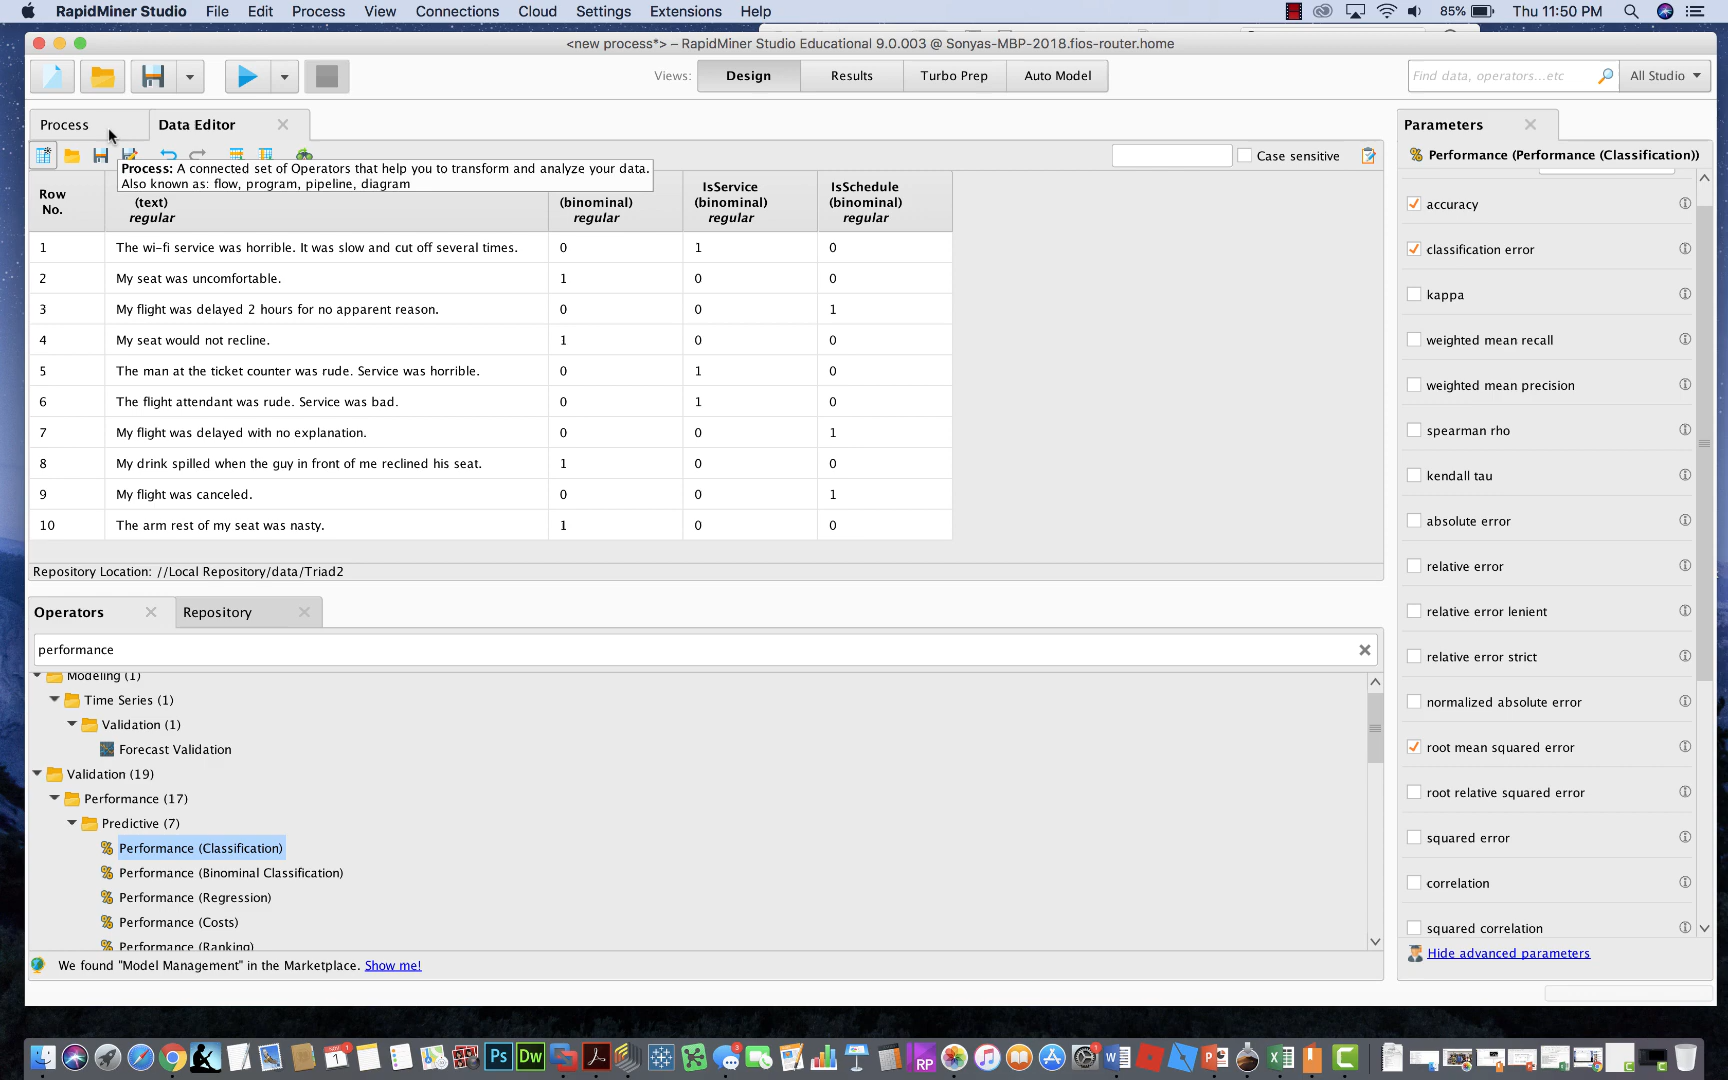 RapidMiner Studio File Edit Process View Connections Cloud Settings Extensions Help 85% Thu 11:50 PM
<new process*> – RapidMiner Studio Educational 9.0.003 @ Sonyas-MBP-2018.fios-router.home
Views: Design Results Turbo Prep Auto Model Find data, operators...etc All Studio
Process Data Editor Parameters
Case sensitive
Performance (Performance (Classification))
Process: A connected set of Operators that help you to transform and analyze your data.
Also known as: flow, program, pipeline, diagram
Row No. (text) regular (binominal) regular IsService (binominal) regular IsSchedule (binominal) regular
1 The wi-fi service was horrible. It was slow and cut off several times. 0 1 0
2 My seat was uncomfortable. 1 0 0
3 My flight was delayed 2 hours for no apparent reason. 0 0 1
4 My seat would not recline. 1 0 0
5 The man at the ticket counter was rude. Service was horrible. 0 1 0
6 The flight attendant was rude. Service was bad. 0 1 0
7 My flight was delayed with no explanation. 0 0 1
8 My drink spilled when the guy in front of me reclined his seat. 1 0 0
9 My flight was canceled. 0 0 1
10 The arm rest of my seat was nasty. 1 0 0
Repository Location: //Local Repository/data/Triad2
Operators Repository
performance
Modeling (1)
Time Series (1)
Validation (1)
Forecast Validation
Validation (19)
Performance (17)
Predictive (7)
Performance (Classification)
Performance (Binominal Classification)
Performance (Regression)
Performance (Costs)
Performance (Ranking)
We found "Model Management" in the Marketplace. Show me!
accuracy
classification error
kappa
weighted mean recall
weighted mean precision
spearman rho
kendall tau
absolute error
relative error
relative error lenient
relative error strict
normalized absolute error
root mean squared error
root relative squared error
squared error
correlation
squared correlation
Hide advanced parameters
Ps Dw RP